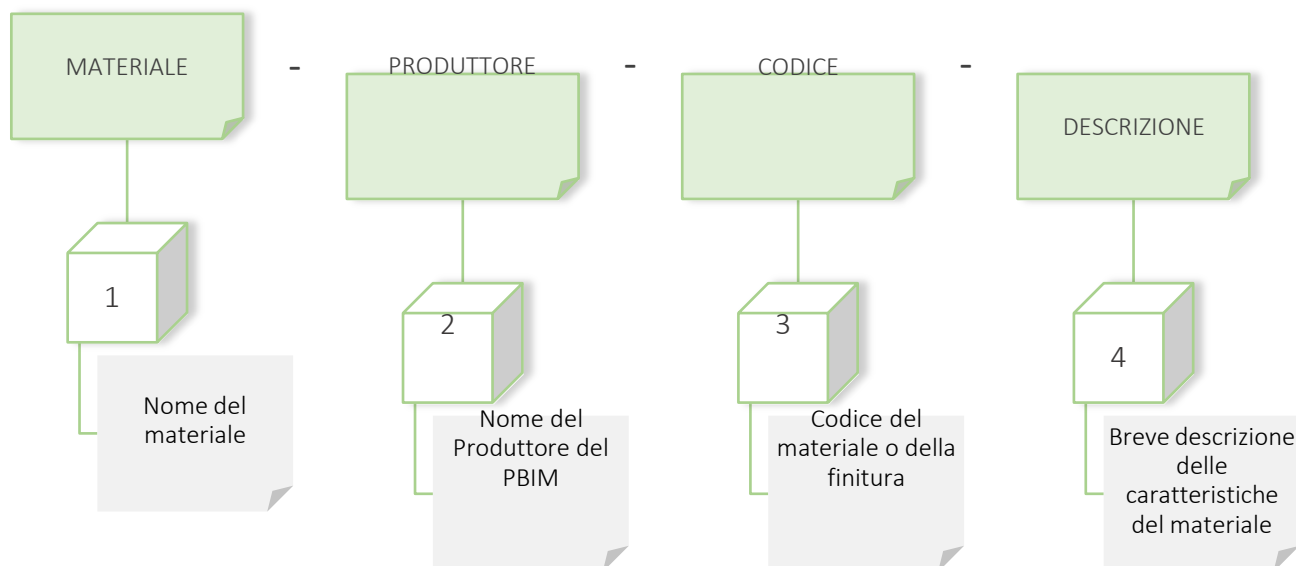 MATERIALE - PRODUTTORE - CODICE - DESCRIZIONE
1
Nome del
materiale
2
Nome del
Produttore del
PBIM
3
Codice del
materiale o della
finitura
4
Breve descrizione
delle
caratteristiche
del materiale